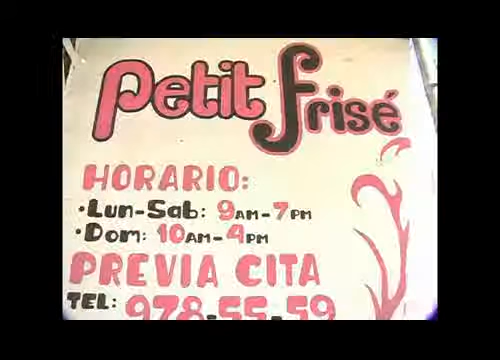 Petit Frisé
HORARIO:
•Lun-Sab: 9AM-7PM
•Dom: 10AM-4PM
PREVIA CITA
TEL: 978-55-59